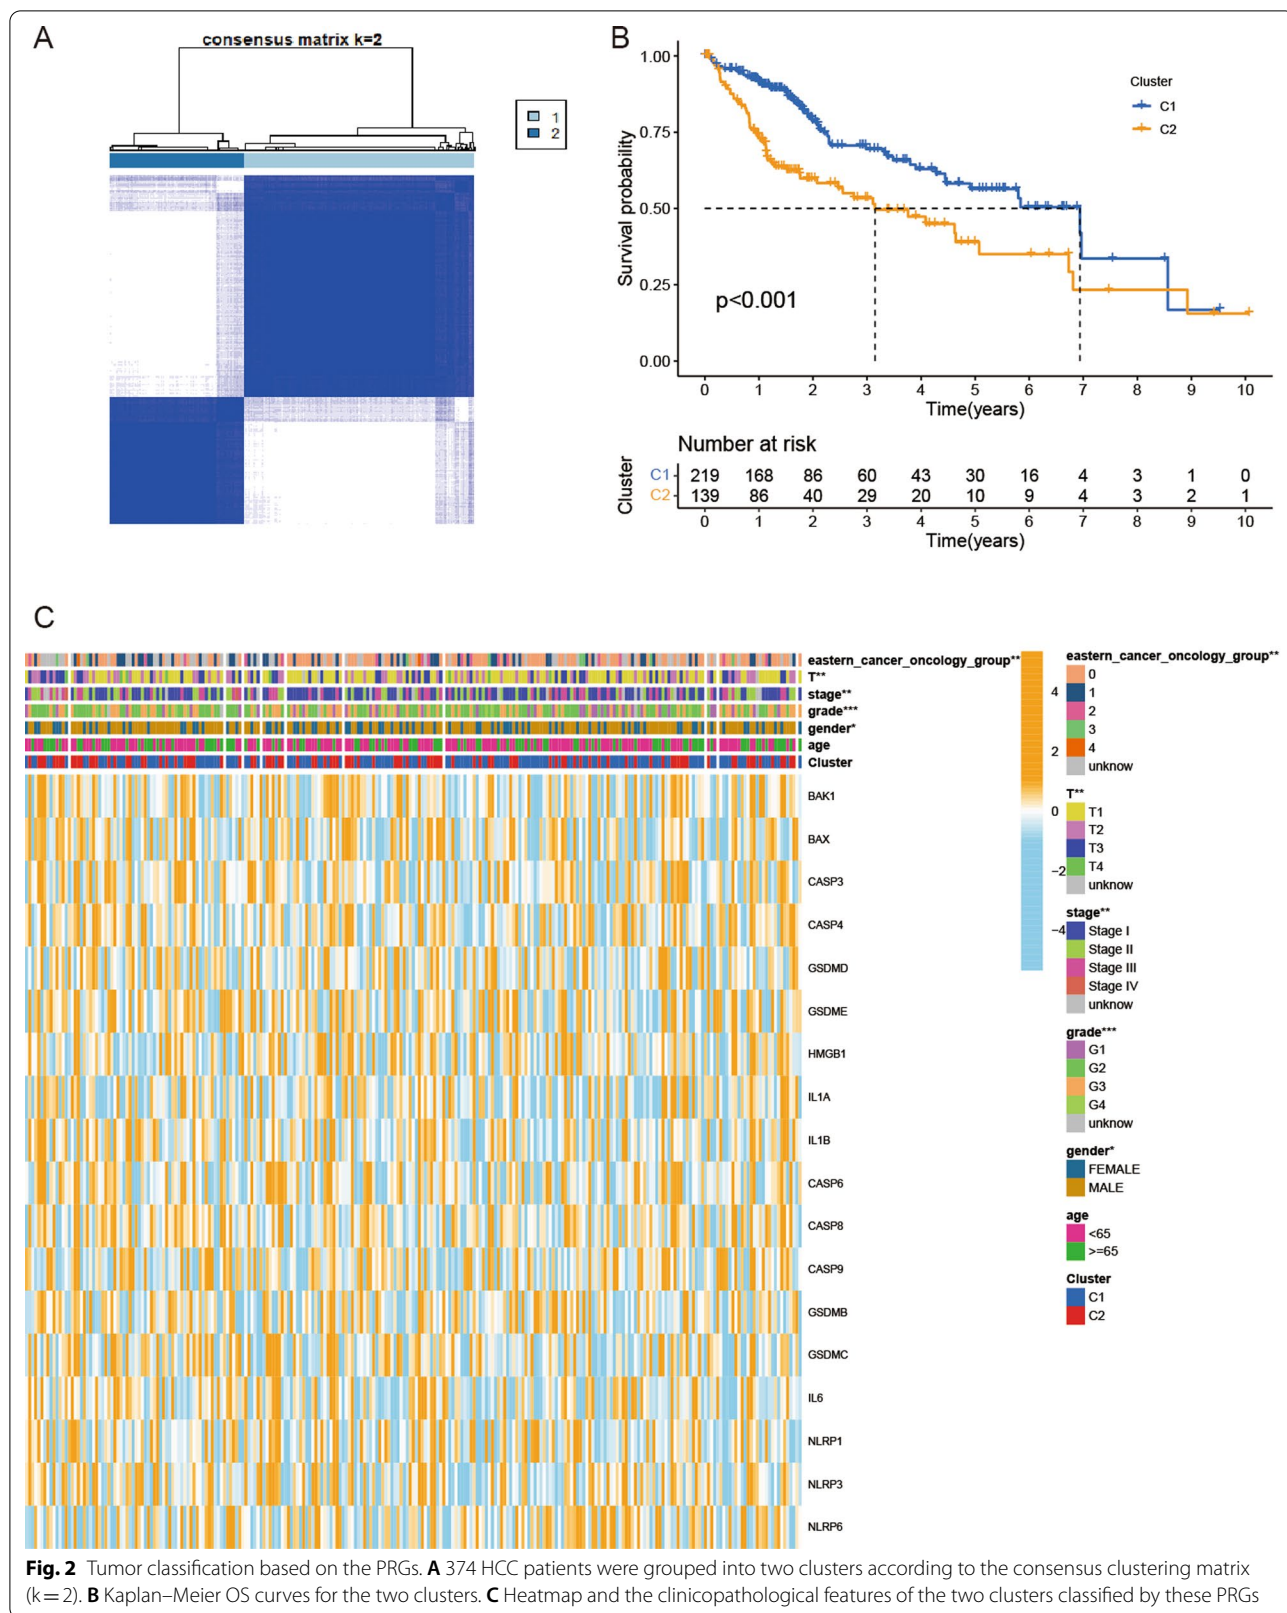 A
consensus matrix k=2
1
2
B
1.00
0.75
0.50
0.25
0.00
Survival probability
p<0.001
Cluster
C1
C2
0 1 2 3 4 5 6 7 8 9 10
Time(years)
Number at risk
Cluster
C1 219 168 86 60 43 30 16 4 3 1 0
C2 139 86 40 29 20 10 9 4 3 2 1
0 1 2 3 4 5 6 7 8 9 10
Time(years)
C
eastern_cancer_oncology_group**
T**
stage**
grade***
gender*
age
Cluster
BAK1
BAX
CASP3
CASP4
GSDMD
GSDME
HMGB1
IL1A
IL1B
CASP6
CASP8
CASP9
GSDMB
GSDMC
IL6
NLRP1
NLRP3
NLRP6
4
2
0
−2
−4
eastern_cancer_oncology_group**
0
1
2
3
4
unknow
T**
T1
T2
T3
T4
unknow
stage**
Stage I
Stage II
Stage III
Stage IV
unknow
grade***
G1
G2
G3
G4
unknow
gender*
FEMALE
MALE
age
<65
>=65
Cluster
C1
C2
Fig. 2 Tumor classification based on the PRGs. A 374 HCC patients were grouped into two clusters according to the consensus clustering matrix
(k = 2). B Kaplan–Meier OS curves for the two clusters. C Heatmap and the clinicopathological features of the two clusters classified by these PRGs